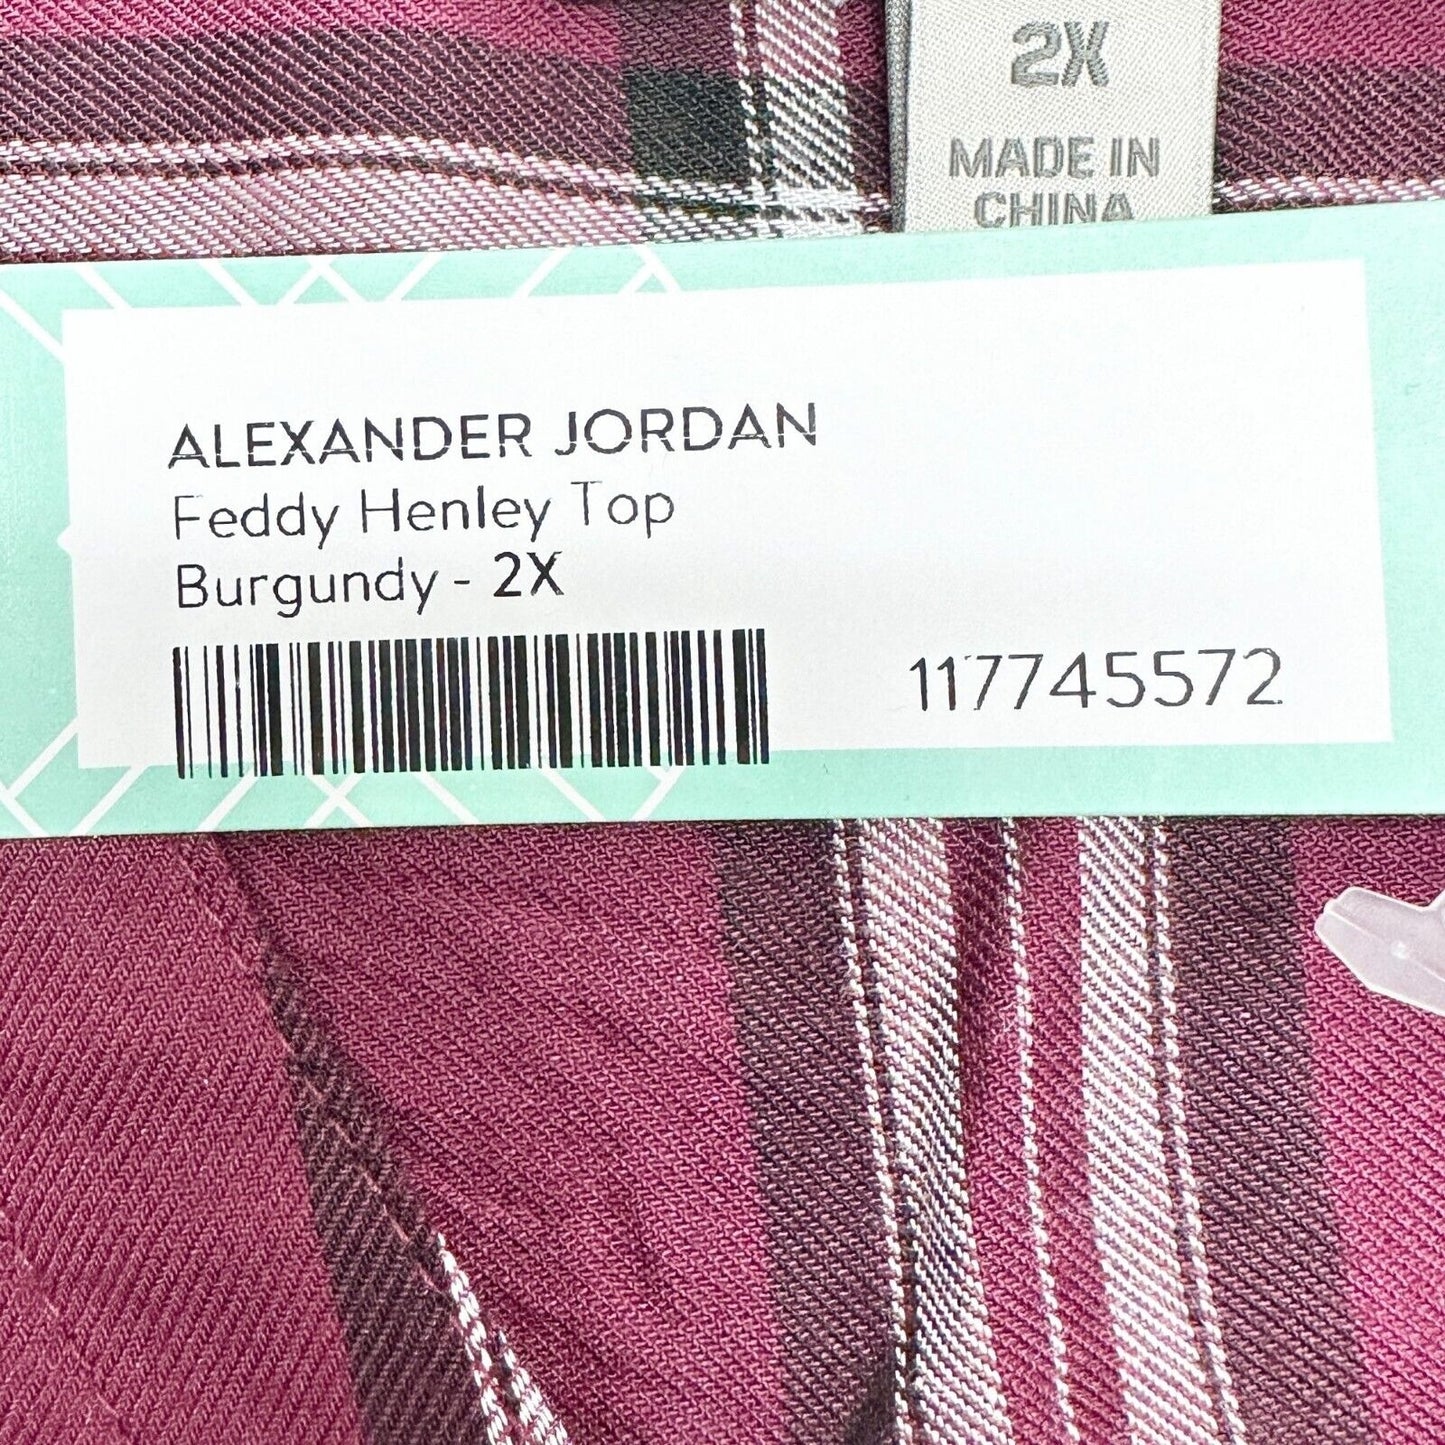 2X
MADE IN
CHINA
ALEXANDER JORDAN
Feddy Henley Top
Burgundy - 2X
117745572